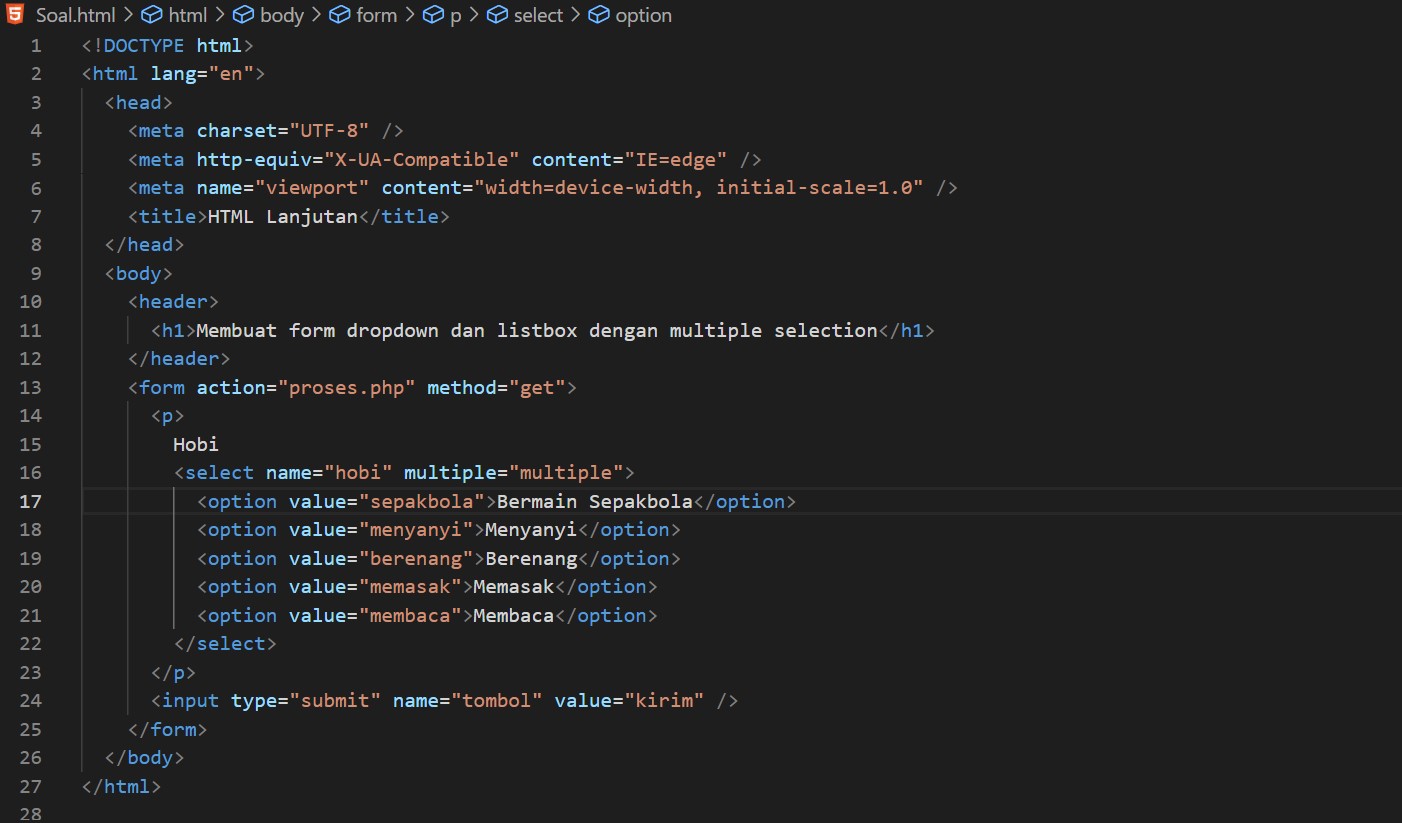 Soal.html > html > body > form > p > select > option
1 <!DOCTYPE html>
2 <html lang="en">
3 <head>
4 <meta charset="UTF-8" />
5 <meta http-equiv="X-UA-Compatible" content="IE=edge" />
6 <meta name="viewport" content="width=device-width, initial-scale=1.0" />
7 <title>HTML Lanjutan</title>
8 </head>
9 <body>
10 <header>
11 <h1>Membuat form dropdown dan listbox dengan multiple selection</h1>
12 </header>
13 <form action="proses.php" method="get">
14 <p>
15 Hobi
16 <select name="hobi" multiple="multiple">
17 <option value="sepakbola">Bermain Sepakbola</option>
18 <option value="menyanyi">Menyanyi</option>
19 <option value="berenang">Berenang</option>
20 <option value="memasak">Memasak</option>
21 <option value="membaca">Membaca</option>
22 </select>
23 </p>
24 <input type="submit" name="tombol" value="kirim" />
25 </form>
26 </body>
27 </html>
28